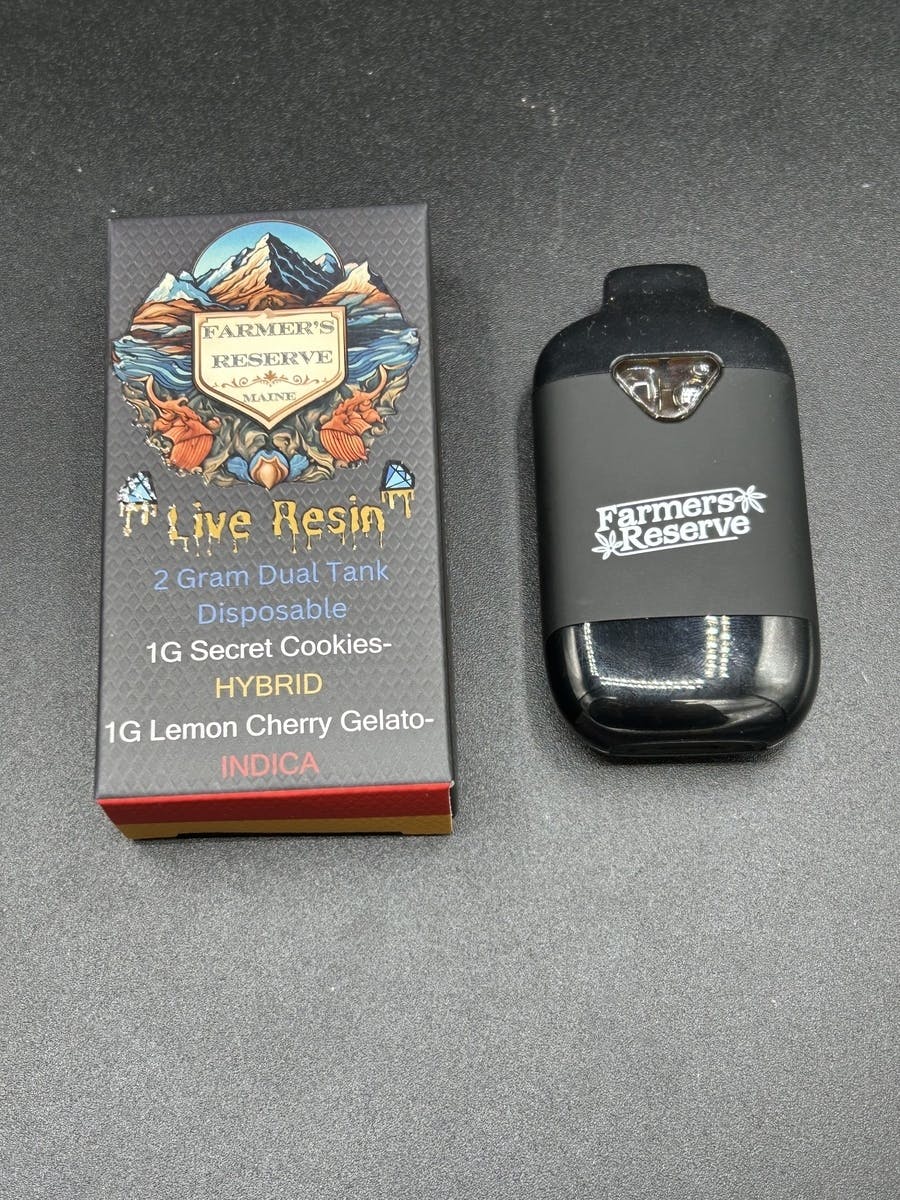 FARMER'S
RESERVE
MAINE
Live Resin
2 Gram Dual Tank
Disposable
1G Secret Cookies-
HYBRID
1G Lemon Cherry Gelato-
INDICA
Farmers
Reserve